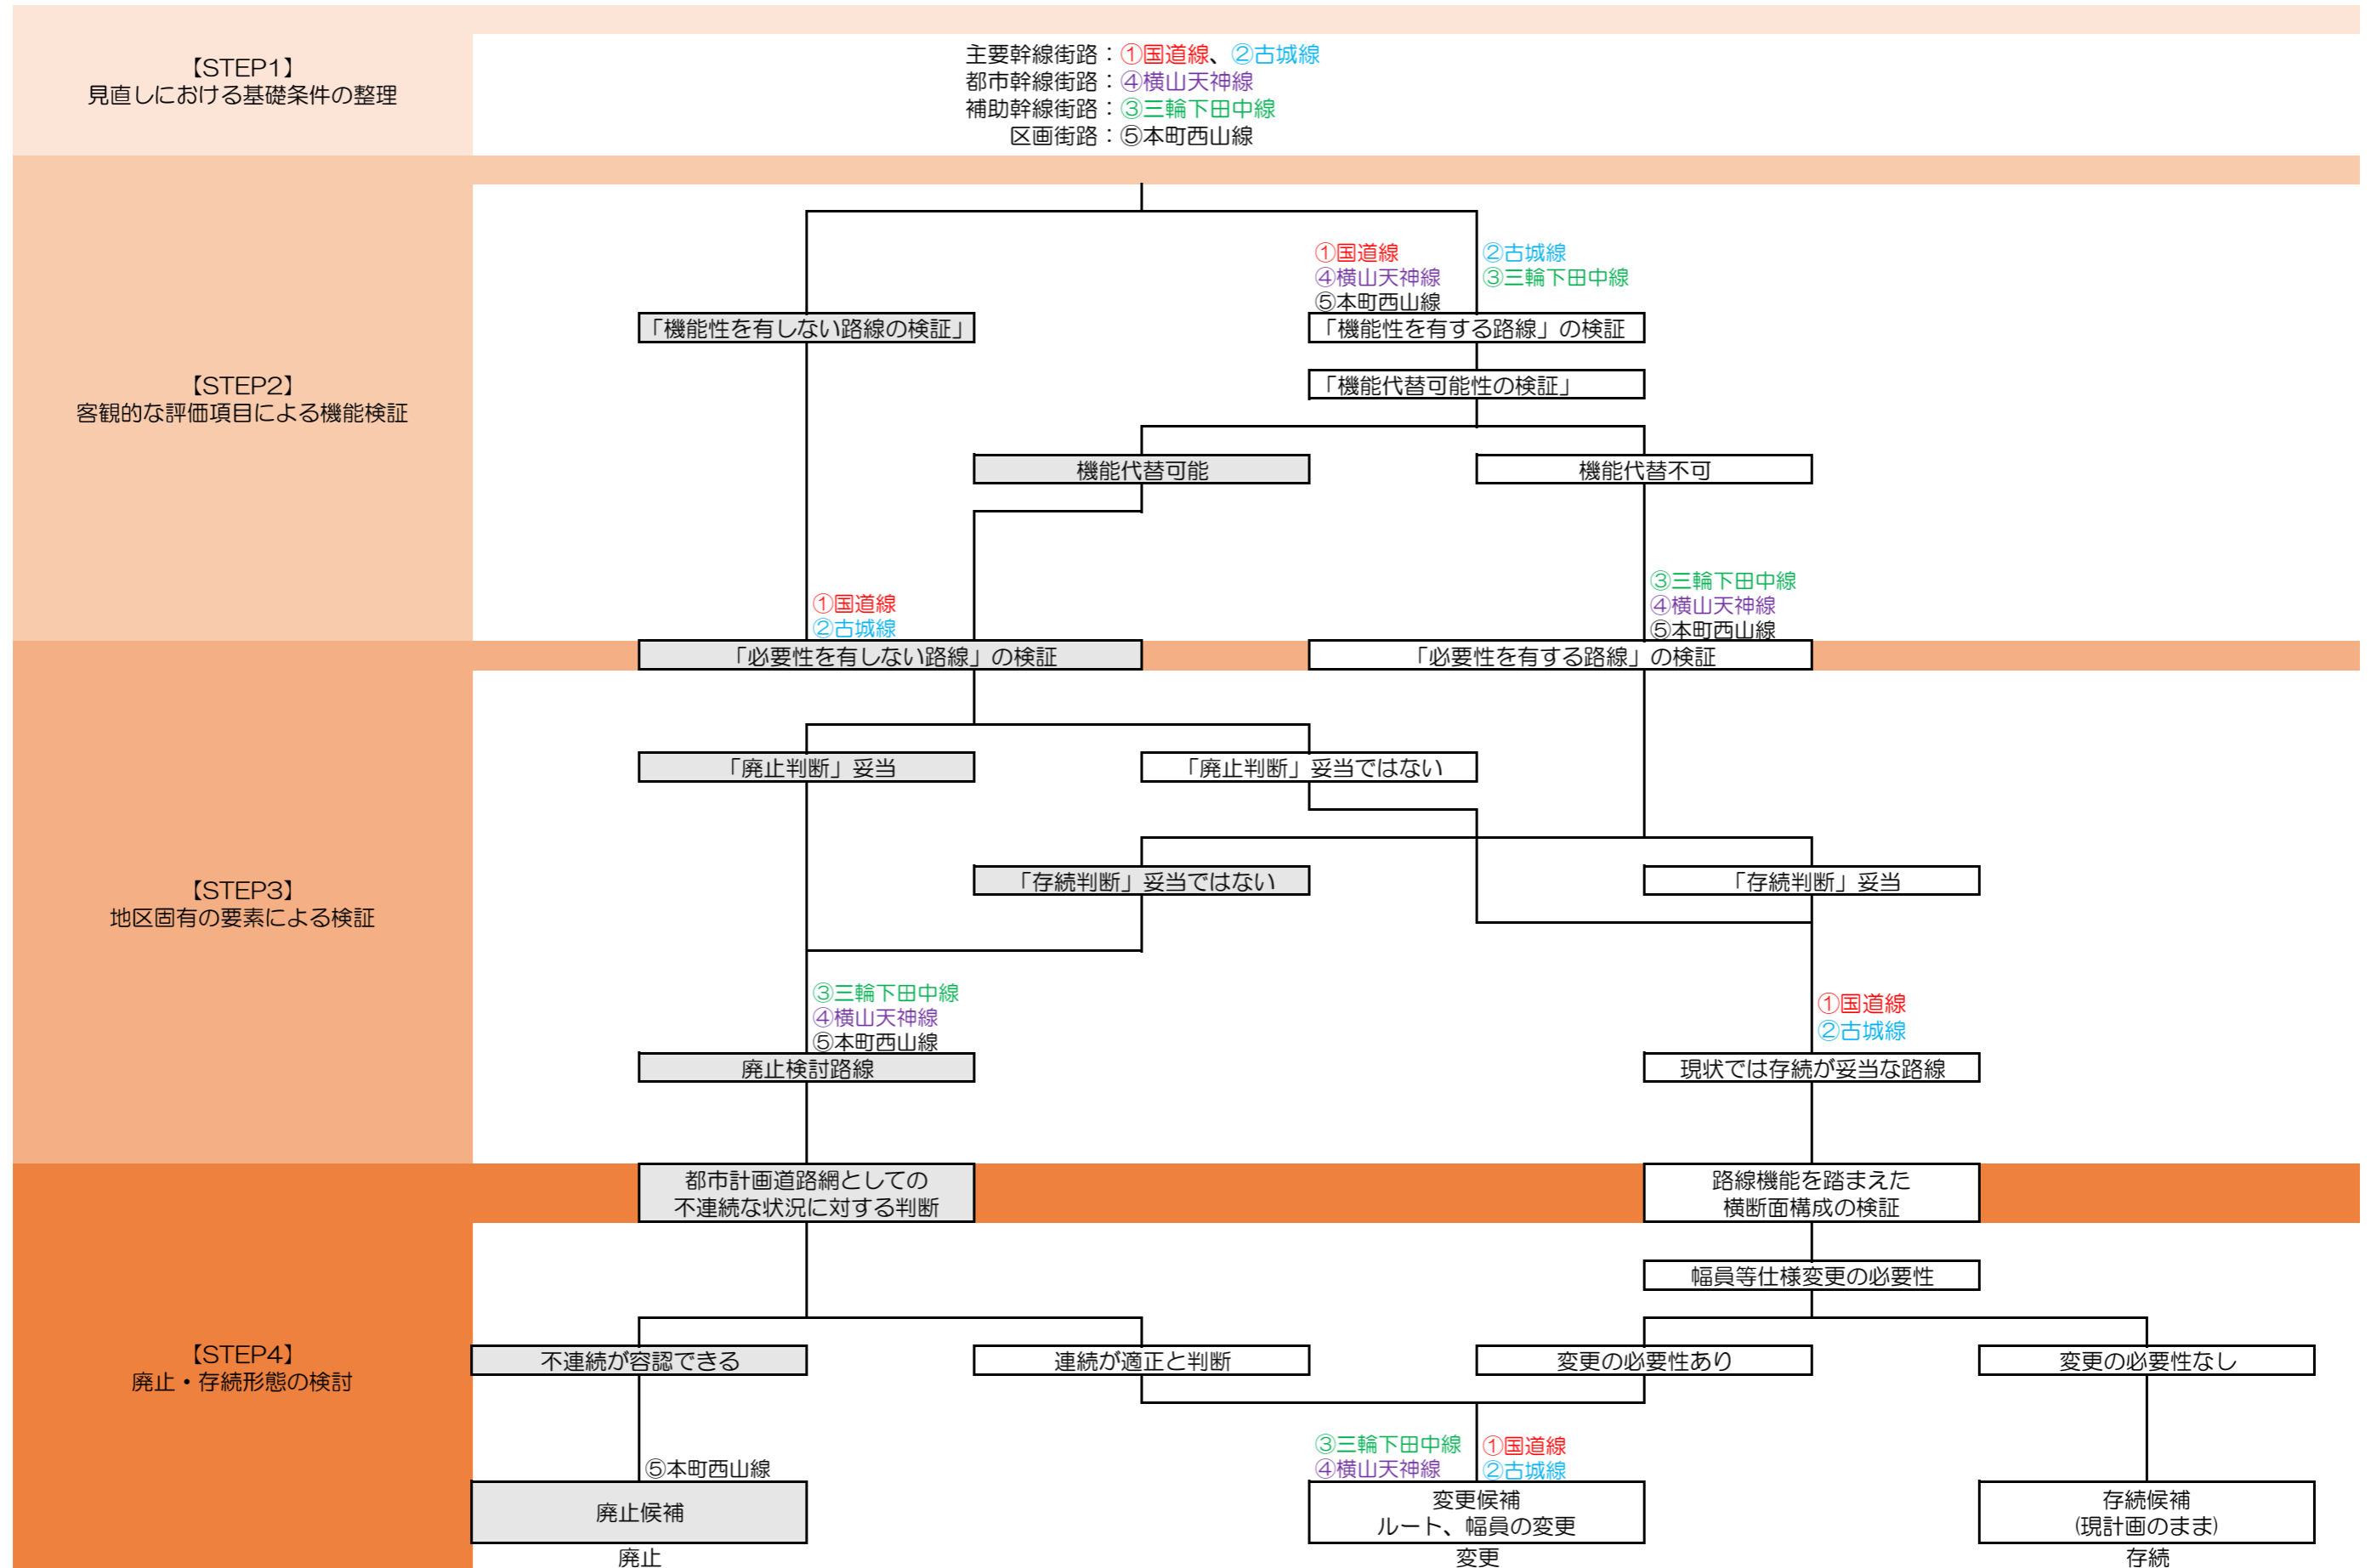 【STEP1】
見直しにおける基礎条件の整理
主要幹線街路：①国道線、②古城線
都市幹線街路：④横山天神線
補助幹線街路：③三輪下田中線
区画街路：⑤本町西山線
【STEP2】
客観的な評価項目による機能検証
①国道線
④横山天神線
⑤本町西山線
②古城線
③三輪下田中線
「機能性を有しない路線の検証」
「機能性を有する路線」の検証
「機能代替可能性の検証」
機能代替可能
機能代替不可
①国道線
②古城線
③三輪下田中線
④横山天神線
⑤本町西山線
「必要性を有しない路線」の検証
「必要性を有する路線」の検証
【STEP3】
地区固有の要素による検証
「廃止判断」妥当
「廃止判断」妥当ではない
「存続判断」妥当ではない
「存続判断」妥当
③三輪下田中線
④横山天神線
⑤本町西山線
①国道線
②古城線
廃止検討路線
現状では存続が妥当な路線
【STEP4】
廃止・存続形態の検討
都市計画道路網としての
不連続な状況に対する判断
路線機能を踏まえた
横断面構成の検証
幅員等仕様変更の必要性
不連続が容認できる
連続が適正と判断
変更の必要性あり
変更の必要性なし
⑤本町西山線
③三輪下田中線
④横山天神線
①国道線
②古城線
廃止候補
変更候補
ルート、幅員の変更
存続候補
(現計画のまま)
廃止
変更
存続